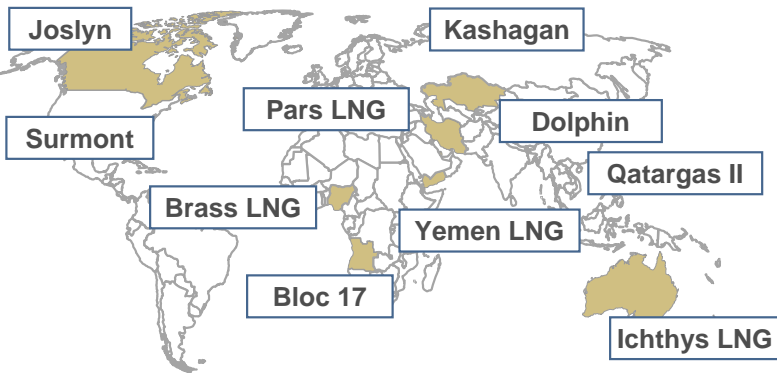 Joslyn
Kashagan
Pars LNG
Dolphin
Surmont
Qatargas II
Brass LNG
Yemen LNG
Bloc 17
Ichthys LNG